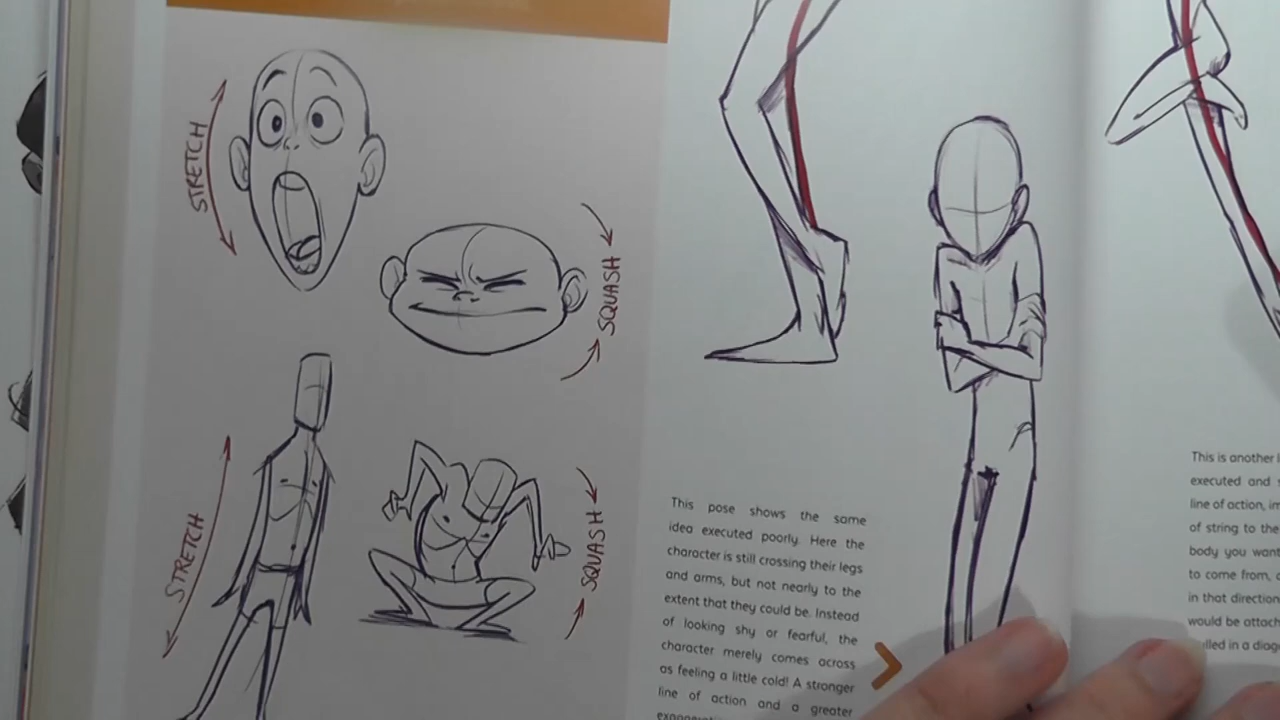 STRETCH
SQUASH
STRETCH
SQUASH
This pose shows the same
idea executed poorly. Here the
character is still crossing their legs
and arms, but not nearly to the
extent that they could be. Instead
of looking shy or fearful, the
character merely comes across
as feeling a little cold! A stronger
line of action and a greater
This is another
executed and
line of action,
of string to the
body you want
to come from,
in that direction
would be
in a